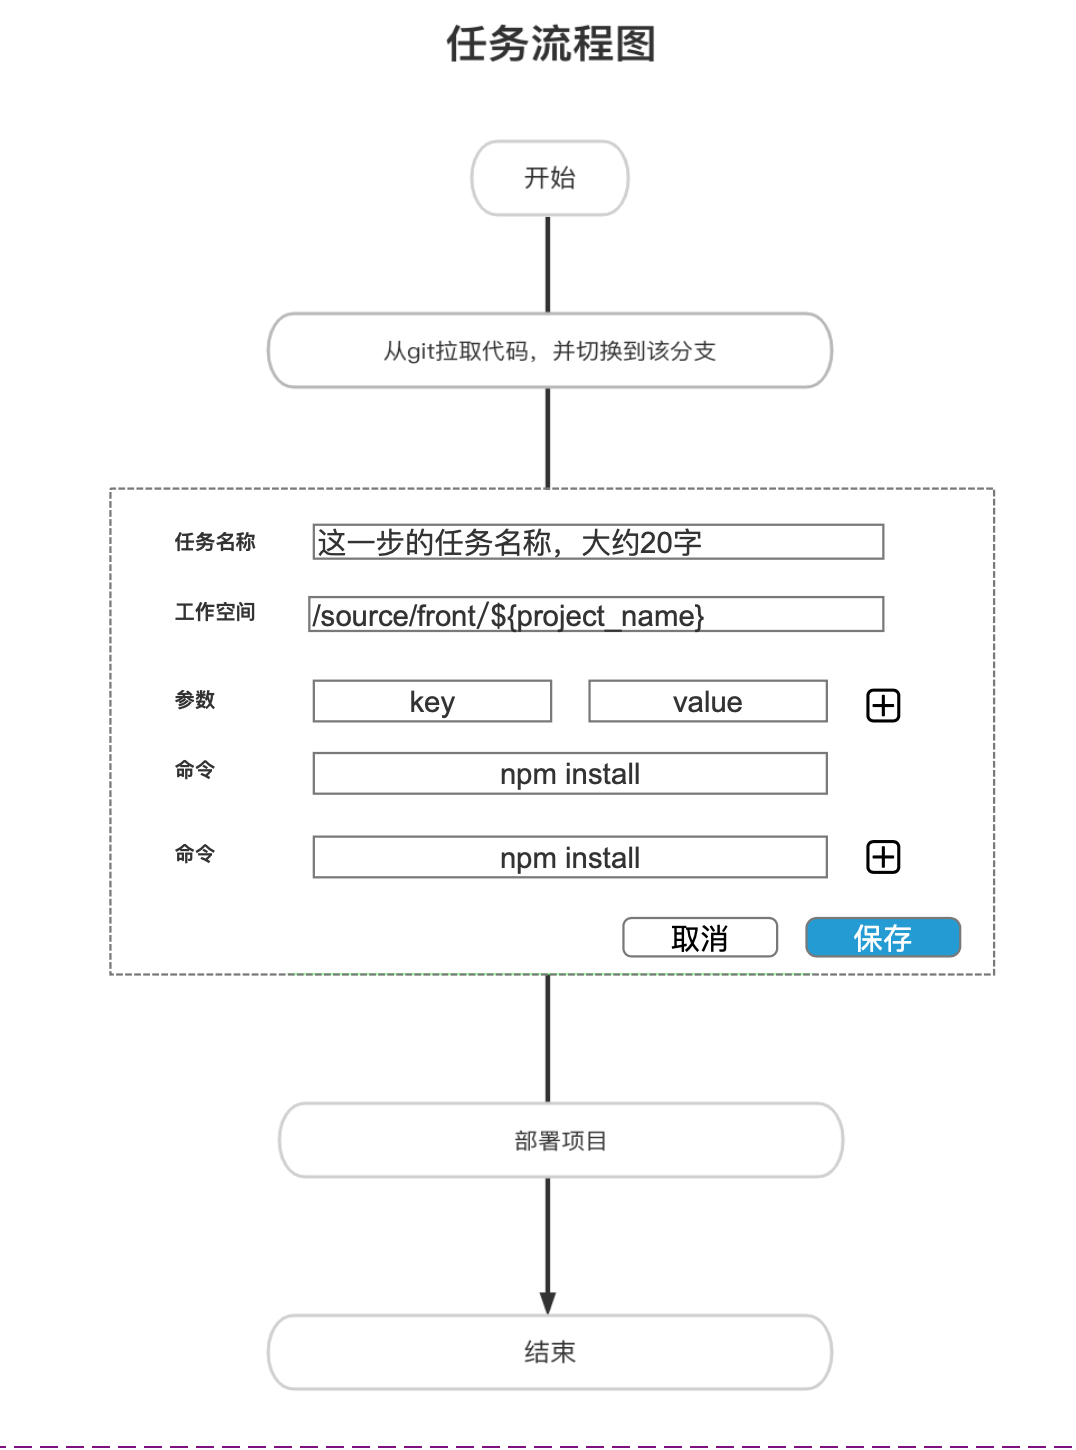 任务流程图
开始
从git拉取代码，并切换到该分支
任务名称 这一步的任务名称，大约20字
工作空间 /source/front/${project_name}
参数 key value
命令 npm install
命令 npm install
取消 保存
部署项目
结束